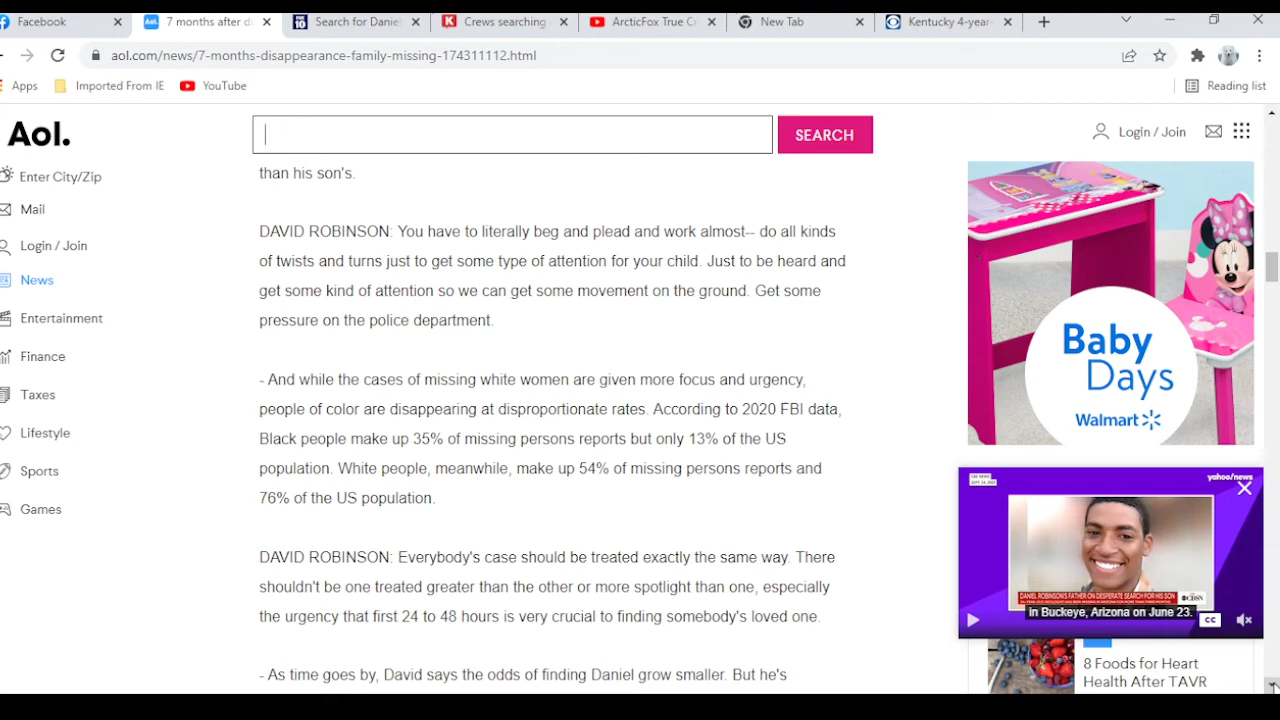 Facebook
7 months after d
Search for Daniel
Crews searching
ArcticFox True C
New Tab
Kentucky 4-year
aol.com/news/7-months-disappearance-family-missing-174311112.html
Apps
Imported From IE
YouTube
Reading list
Aol.
SEARCH
Login / Join
Enter City/Zip
Mail
Login / Join
News
Entertainment
Finance
Taxes
Lifestyle
Sports
Games
than his son's.
DAVID ROBINSON: You have to literally beg and plead and work almost-- do all kinds
of twists and turns just to get some type of attention for your child. Just to be heard and
get some kind of attention so we can get some movement on the ground. Get some
pressure on the police department.
- And while the cases of missing white women are given more focus and urgency,
people of color are disappearing at disproportionate rates. According to 2020 FBI data,
Black people make up 35% of missing persons reports but only 13% of the US
population. White people, meanwhile, make up 54% of missing persons reports and
76% of the US population.
DAVID ROBINSON: Everybody's case should be treated exactly the same way. There
shouldn't be one treated greater than the other or more spotlight than one, especially
the urgency that first 24 to 48 hours is very crucial to finding somebody's loved one.
- As time goes by, David says the odds of finding Daniel grow smaller. But he's
Baby
Days
Walmart
yahoo/news
DANIEL ROBINSON'S FATHER ON DESPERATE SEARCH FOR HIS SON
CBSN
in Buckeye, Arizona on June 23.
CC
8 Foods for Heart
Health After TAVR